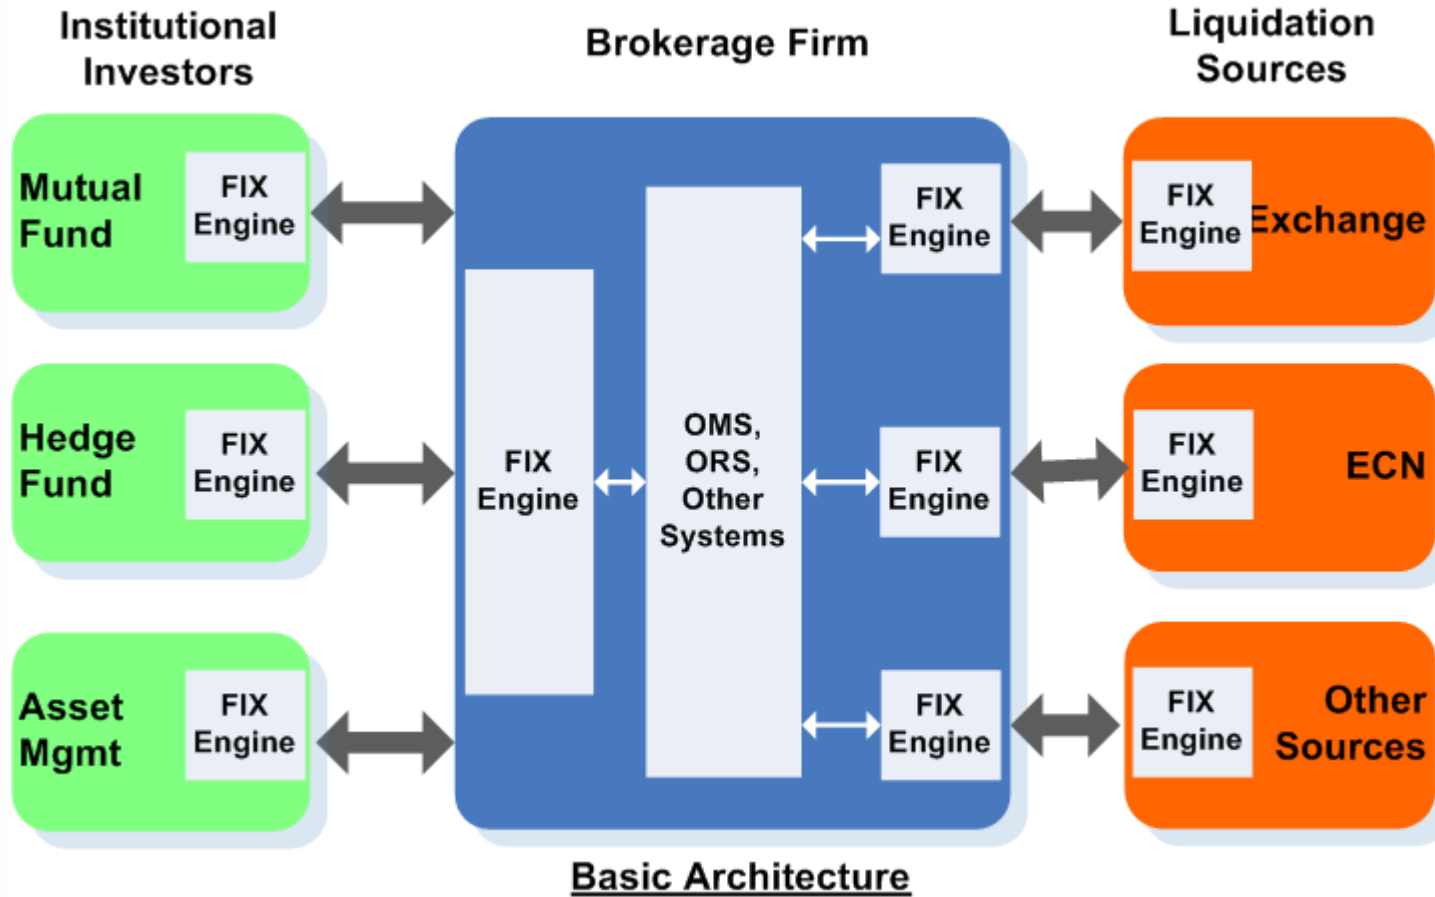 Institutional
Investors
Brokerage Firm
Liquidation
Sources
Mutual
Fund
FIX
Engine
Hedge
Fund
FIX
Engine
Asset
Mgmt
FIX
Engine
FIX
Engine
OMS,
ORS,
Other
Systems
FIX
Engine
FIX
Engine
FIX
Engine
FIX
Engine
Exchange
FIX
Engine
ECN
FIX
Engine
Other
Sources
Basic Architecture